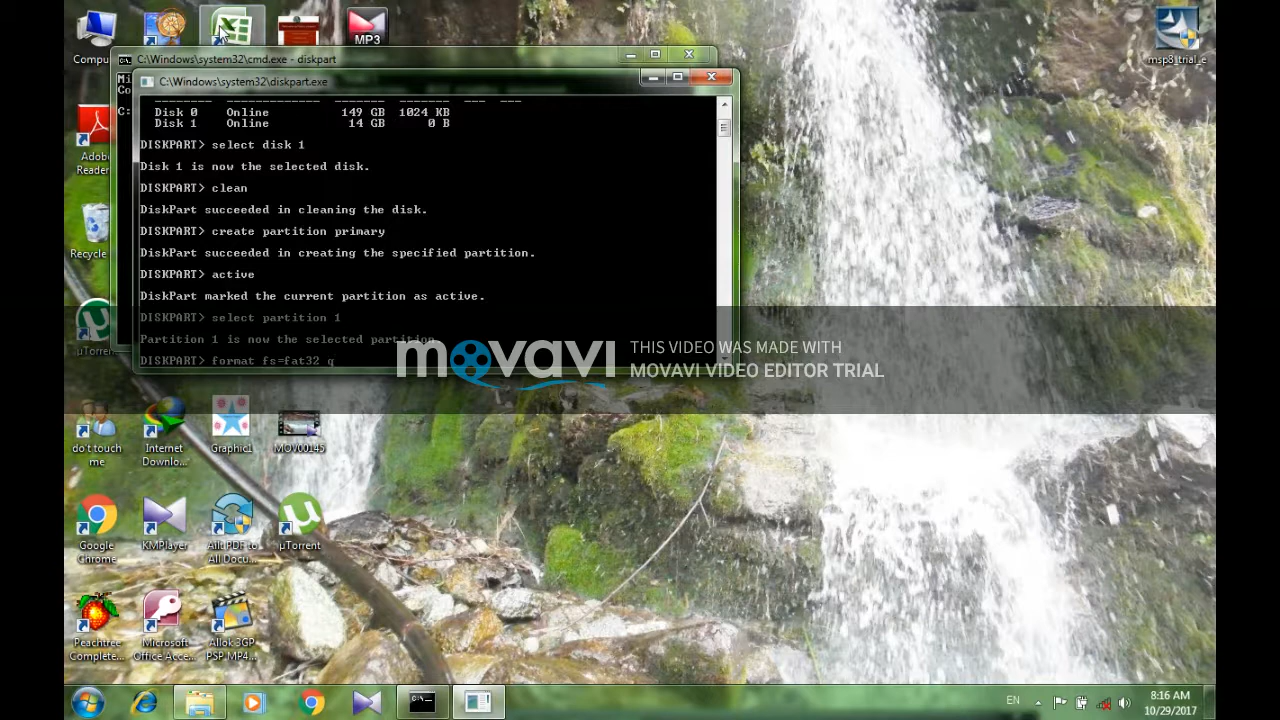 MP3
Compu
msp8_trial_e
C:\Windows\system32\cmd.exe - diskpart
C:\Windows\system32\diskpart.exe
Mi
Co
C:
-------- ------------- ------- ------- --- ---
Disk 0 Online 149 GB 1024 KB
Disk 1 Online 14 GB 0 B
DISKPART> select disk 1
Disk 1 is now the selected disk.
DISKPART> clean
DiskPart succeeded in cleaning the disk.
DISKPART> create partition primary
DiskPart succeeded in creating the specified partition.
DISKPART> active
DiskPart marked the current partition as active.
DISKPART> select partition 1
Partition 1 is now the selected partition
DISKPART> format fs=fat32 q
Adob
Reader
Recycle
µTorren
movavi
THIS VIDEO WAS MADE WITH
MOVAVI VIDEO EDITOR TRIAL
do't touch
me
Internet
Downlo...
Graphic1
MOV00145
Google
Chrome
KMPlayer
Ailt PDF to
All Docu...
µTorrent
Peachtree
Complete...
Microsoft
Office Acce...
Allok 3GP
PSP MP4...
EN
8:16 AM
10/29/2017